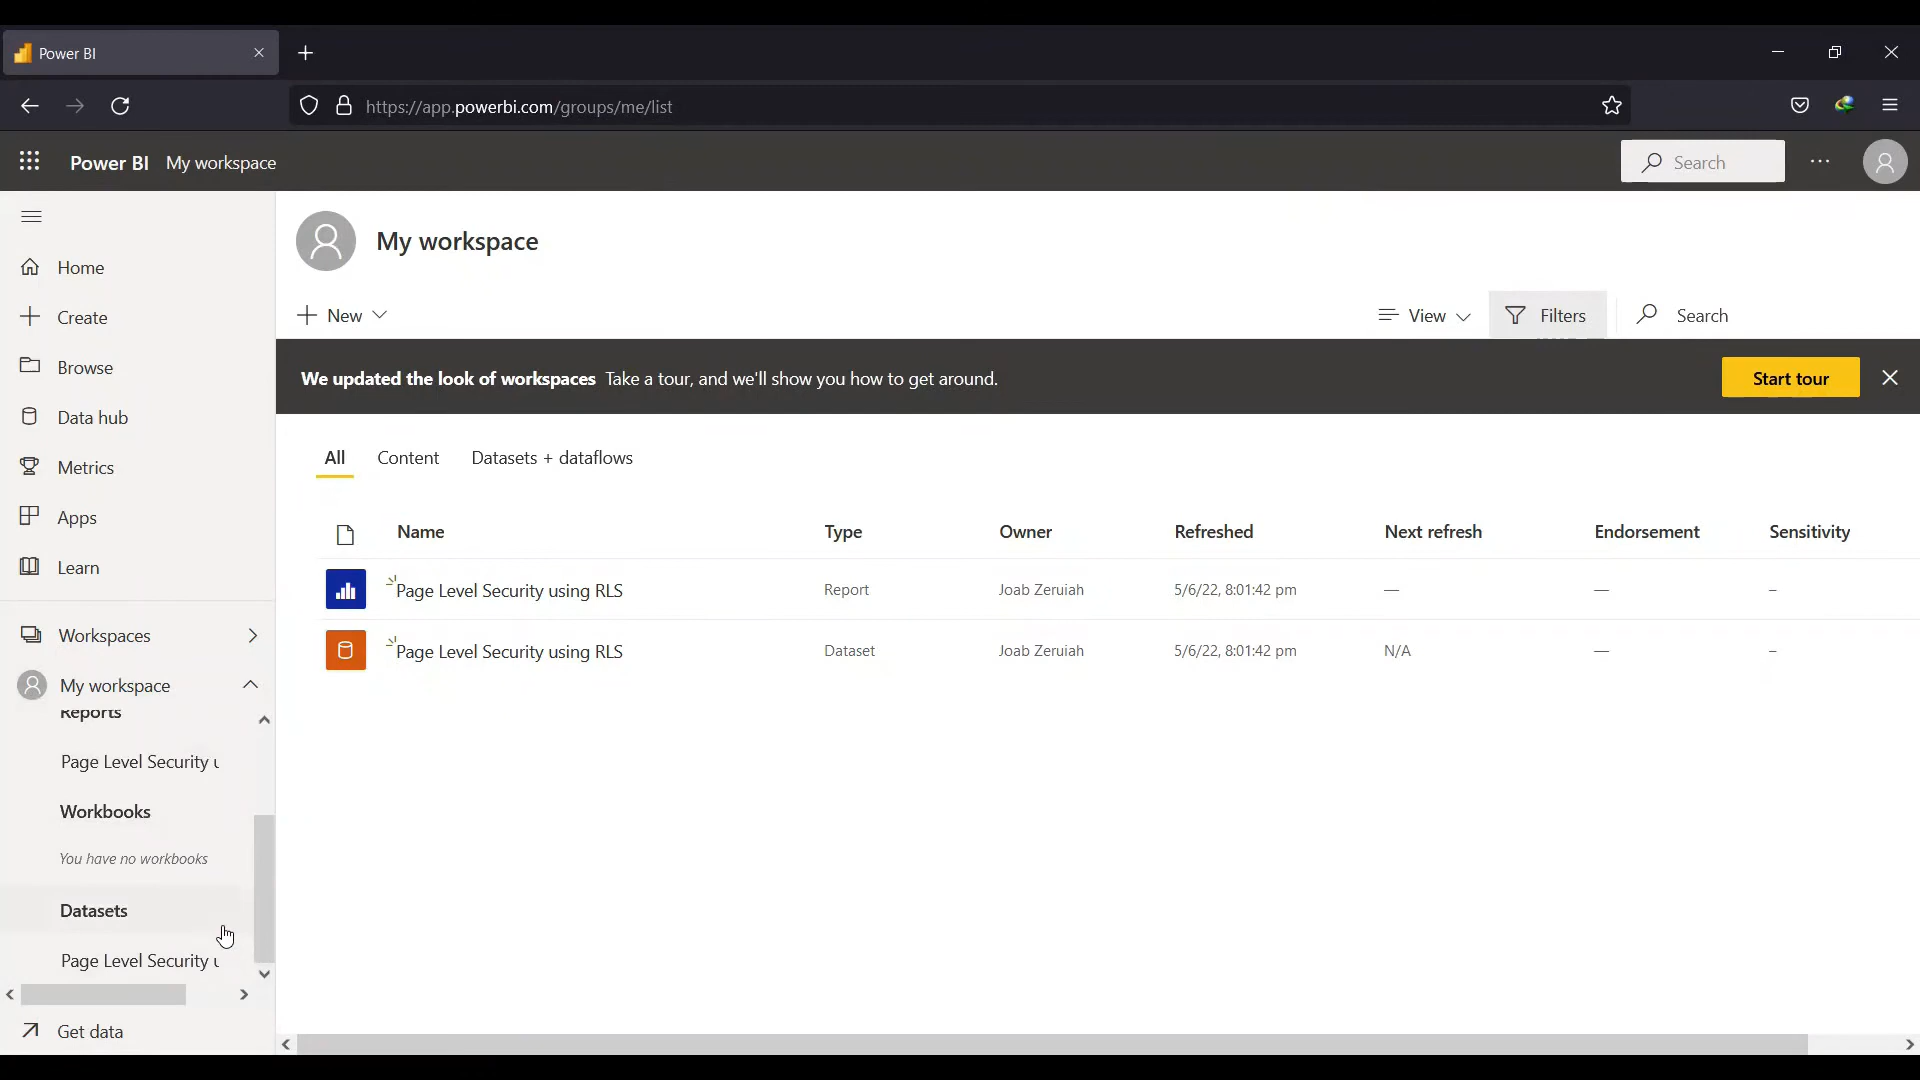 Power BI
https://app.powerbi.com/groups/me/list
Power BI My workspace
Search
My workspace
Home
Create
Browse
Data hub
Metrics
Apps
Learn
Workspaces
My workspace
Reports
Page Level Security u
Workbooks
You have no workbooks
Datasets
Page Level Security u
Get data
New
View
Filters
Search
We updated the look of workspaces Take a tour, and we'll show you how to get around.
Start tour
All Content Datasets + dataflows
Name Type Owner Refreshed Next refresh Endorsement Sensitivity
Page Level Security using RLS Report Joab Zeruiah 5/6/22, 8:01:42 pm — — –
Page Level Security using RLS Dataset Joab Zeruiah 5/6/22, 8:01:42 pm N/A — –